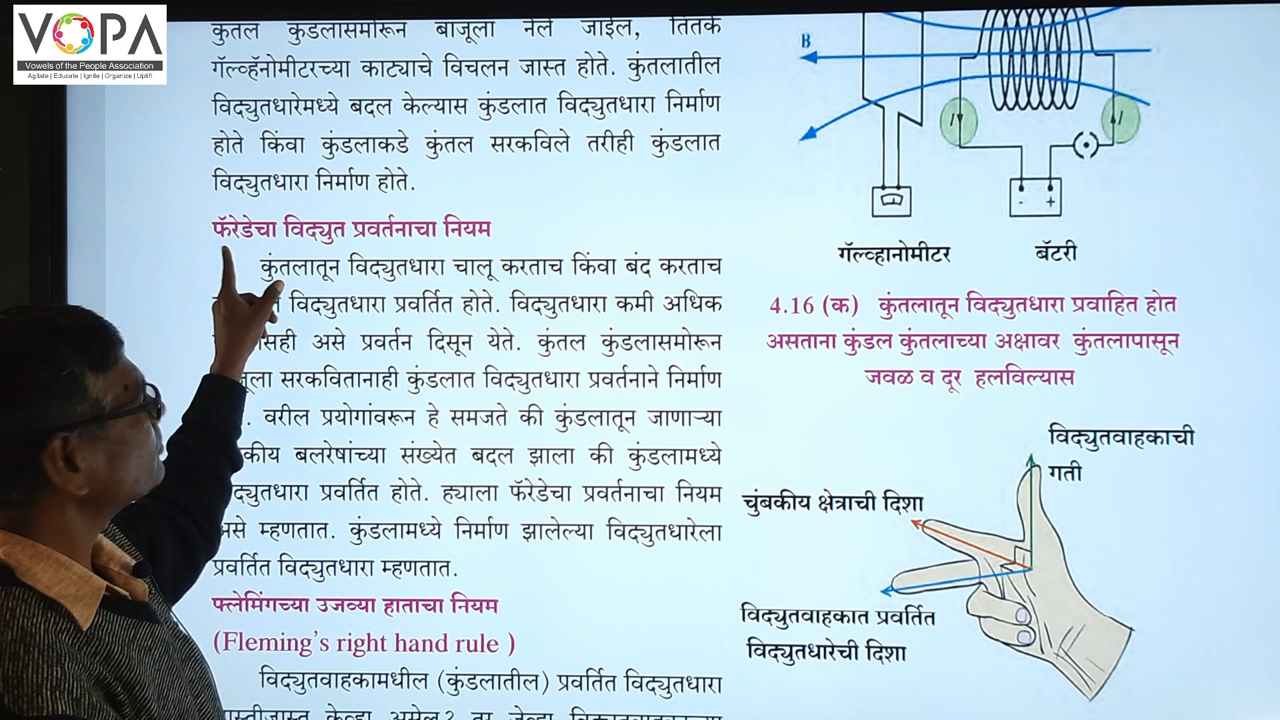 VOPA
Vowels of the People Association
Agitate | Educate | Ignite | Organize | Uplift
कुंतल कुंडलासमोरून बाजूला नेले जाईल, तितके
गॅल्व्हॅनोमीटरच्या काट्याचे विचलन जास्त होते. कुंतलातील
विद्युतधारेमध्ये बदल केल्यास कुंडलात विद्युतधारा निर्माण
होते किंवा कुंडलाकडे कुंतल सरकविले तरीही कुंडलात
विद्युतधारा निर्माण होते.
फॅरेडेचा विद्युत प्रवर्तनाचा नियम
कुंतलातून विद्युतधारा चालू करताच किंवा बंद करताच
विद्युतधारा प्रवर्तित होते. विद्युतधारा कमी अधिक
असे प्रवर्तन दिसून येते. कुंतल कुंडलासमोरून
सरकवितानाही कुंडलात विद्युतधारा प्रवर्तनाने निर्माण
. वरील प्रयोगांवरून हे समजते की कुंडलातून जाणाऱ्या
बलरेषांच्या संख्येत बदल झाला की कुंडलामध्ये
विद्युतधारा प्रवर्तित होते. ह्याला फॅरेडेचा प्रवर्तनाचा नियम
असे म्हणतात. कुंडलामध्ये निर्माण झालेल्या विद्युतधारेला
प्रवर्तित विद्युतधारा म्हणतात.
फ्लेमिंगच्या उजव्या हाताचा नियम
(Fleming's right hand rule )
विद्युतवाहकामधील (कुंडलातील) प्रवर्तित विद्युतधारा
B
I
I
- +
गॅल्व्हानोमीटर
बॅटरी
4.16 (क) कुंतलातून विद्युतधारा प्रवाहित होत
असताना कुंडल कुंतलाच्या अक्षावर कुंतलापासून
जवळ व दूर हलविल्यास
विद्युतवाहकाची
गती
चुंबकीय क्षेत्राची दिशा
विद्युतवाहकात प्रवर्तित
विद्युतधारेची दिशा